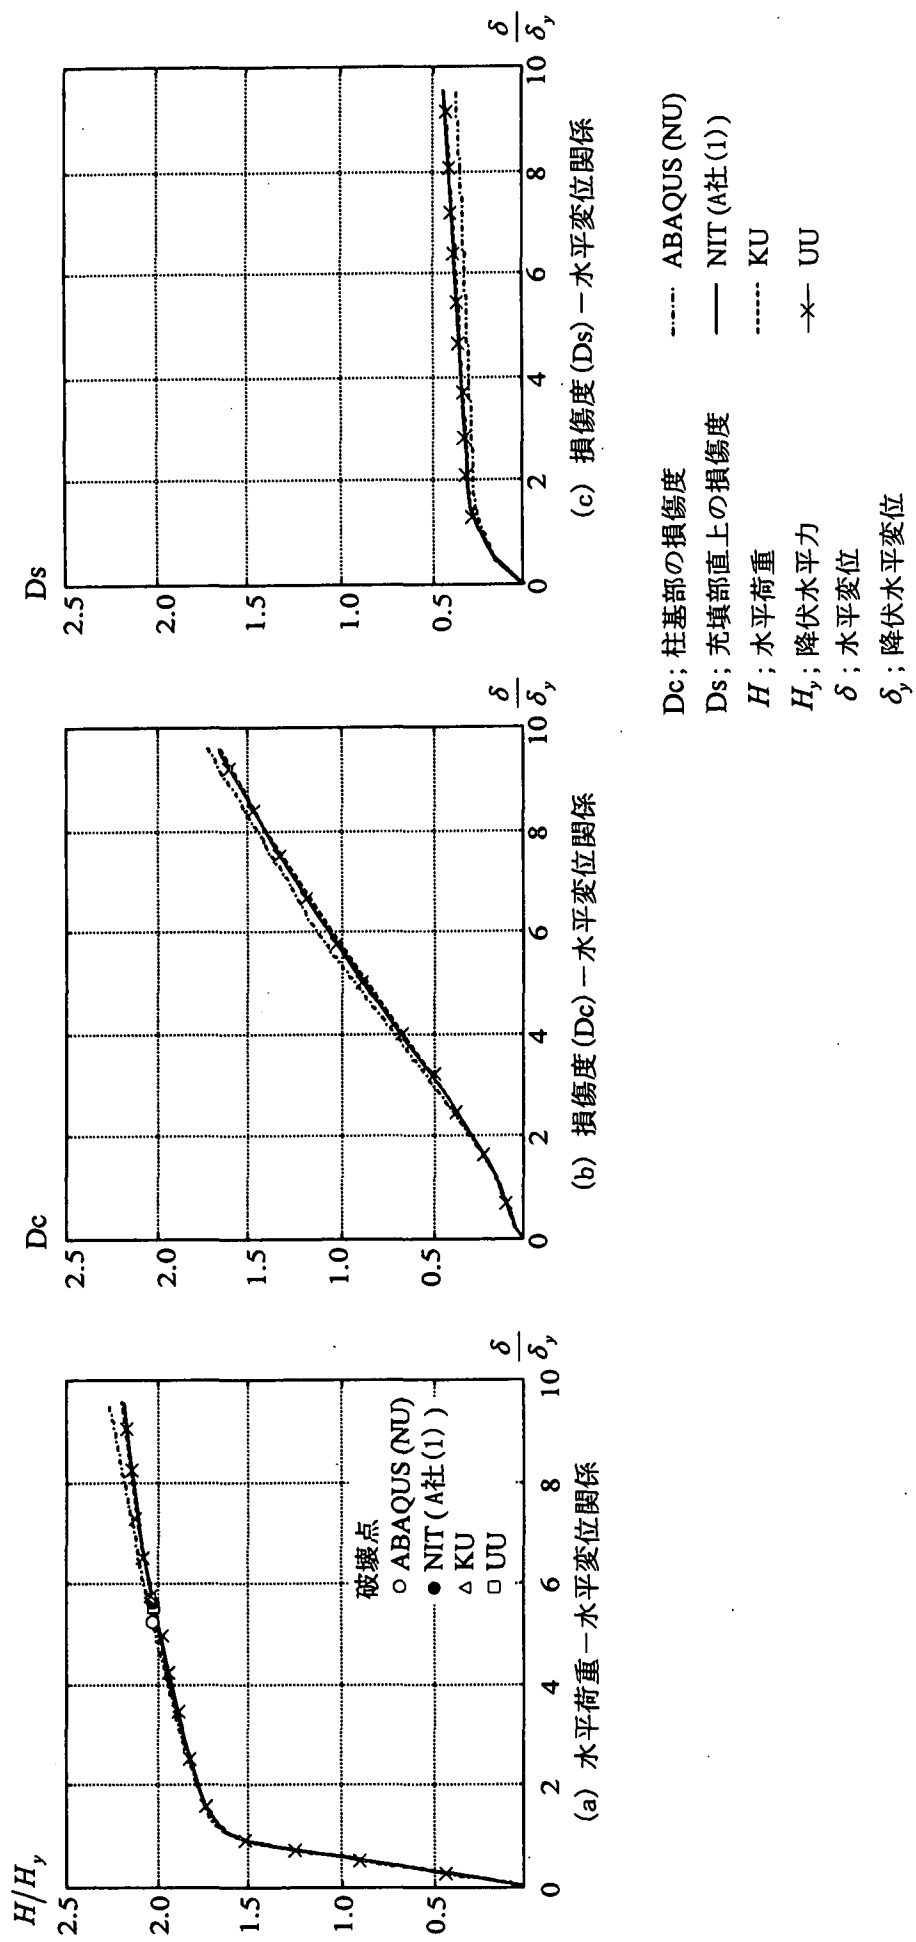 H/H_y
2.5
2.0
1.5
1.0
0.5
0 2 4 6 8 10
δ/δ_y
破壊点
○ ABAQUS (NU)
● NIT (A社(1))
△ KU
□ UU
(a) 水平荷重－水平変位関係
Dc
2.5
2.0
1.5
1.0
0.5
0 2 4 6 8 10
δ/δ_y
(b) 損傷度(Dc)－水平変位関係
Ds
2.5
2.0
1.5
1.0
0.5
0 2 4 6 8 10
δ/δ_y
(c) 損傷度(Ds)－水平変位関係
Dc; 柱基部の損傷度
Ds; 充填部直上の損傷度
H ; 水平荷重
H_y; 降伏水平力
δ ; 水平変位
δ_y; 降伏水平変位
ABAQUS (NU)
NIT (A社(1))
KU
UU